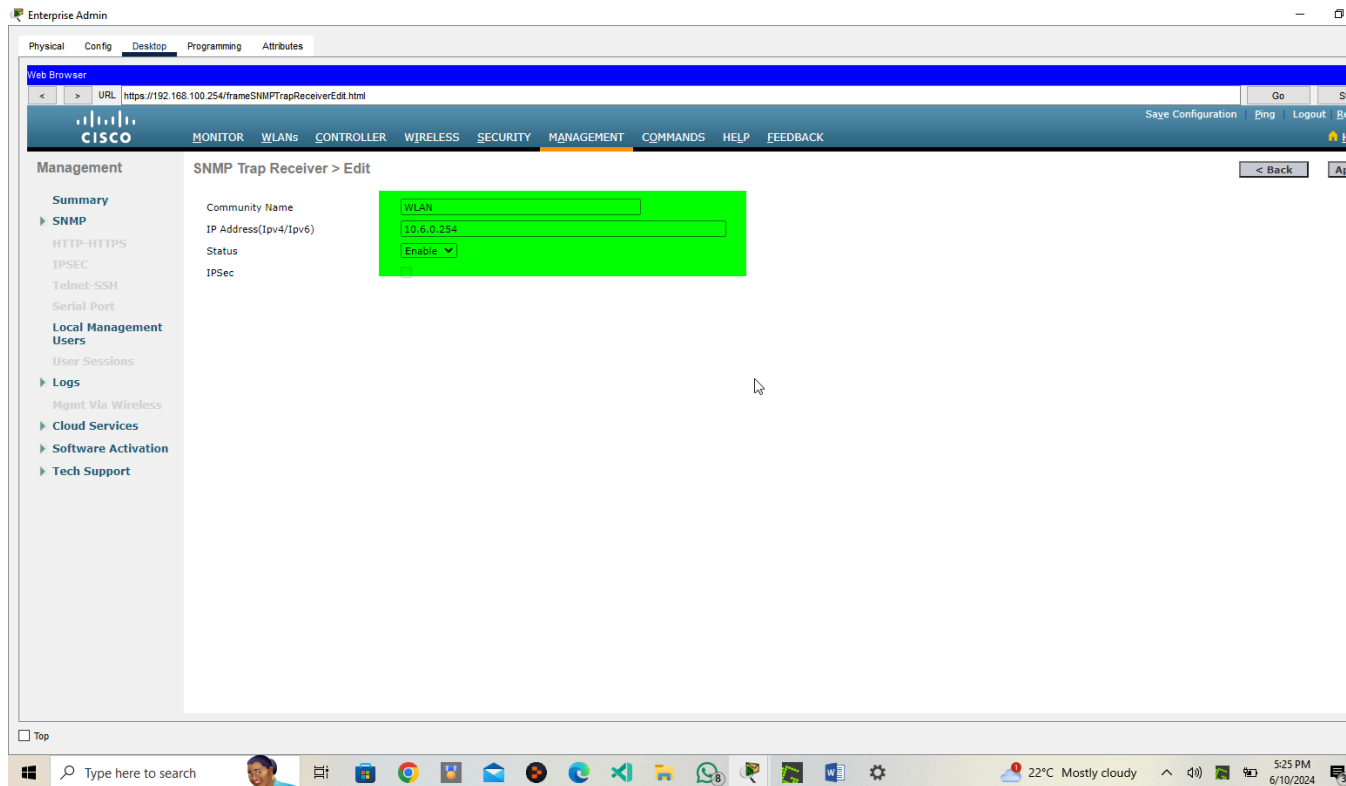 Enterprise Admin
Physical Config Desktop Programming Attributes
Web Browser
< > URL https://192.168.100.254/frameSNMPTrapReceiverEdit.html Go
Save Configuration Ping Logout
CISCO MONITOR WLANs CONTROLLER WIRELESS SECURITY MANAGEMENT COMMANDS HELP FEEDBACK
Management SNMP Trap Receiver > Edit < Back
Summary
SNMP
HTTP-HTTPS
IPSEC
Telnet-SSH
Serial Port
Local Management
Users
User Sessions
Logs
Mgmt Via Wireless
Cloud Services
Software Activation
Tech Support
Community Name WLAN
IP Address(Ipv4/Ipv6) 10.6.0.254
Status Enable
IPSec
Top
Type here to search
8
1
22°C Mostly cloudy
5:25 PM
6/10/2024
3